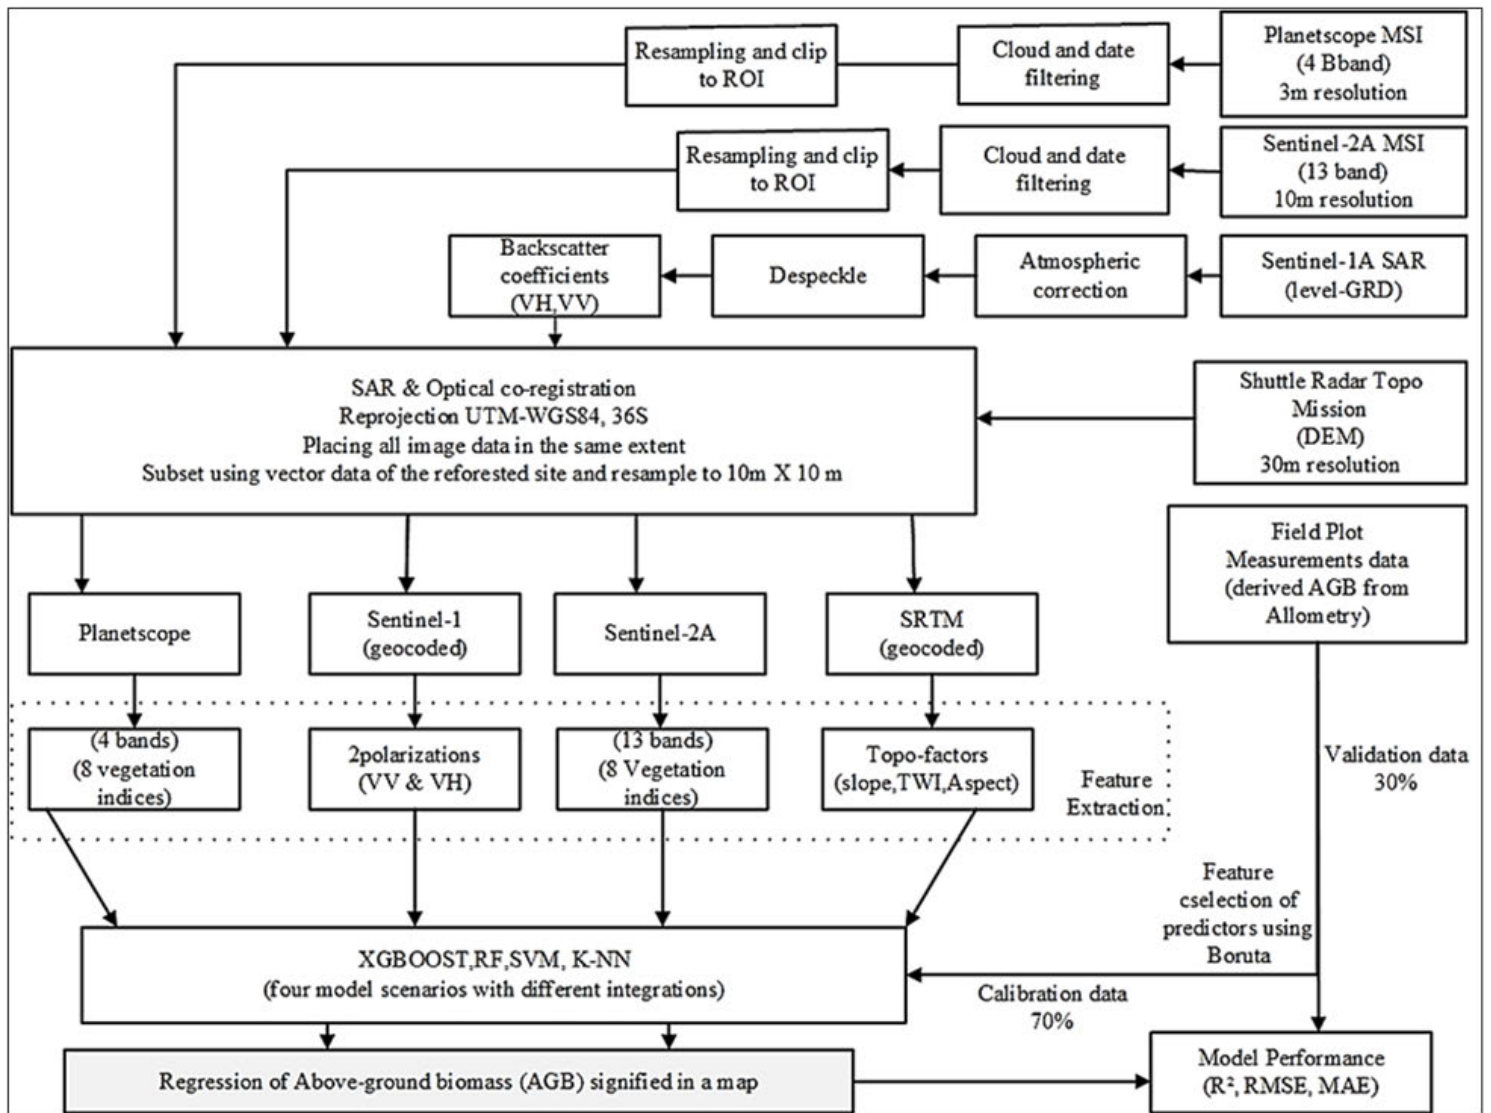 Resampling and clip
to ROI
Cloud and date
filtering
Planetscope MSI
(4 Bband)
3m resolution
Resampling and clip
to ROI
Cloud and date
filtering
Sentinel-2A MSI
(13 band)
10m resolution
Backscatter
coefficients
(VH,VV)
Despeckle
Atmospheric
correction
Sentinel-1A SAR
(level-GRD)
SAR & Optical co-registration
Reprojection UTM-WGS84, 36S
Placing all image data in the same extent
Subset using vector data of the reforested site and resample to 10m X 10 m
Shuttle Radar Topo
Mission
(DEM)
30m resolution
Field Plot
Measurements data
(derived AGB from
Allometry)
Planetscope
Sentinel-1
(geocoded)
Sentinel-2A
SRTM
(geocoded)
(4 bands)
(8 vegetation
indices)
2polarizations
(VV & VH)
(13 bands)
(8 Vegetation
indices)
Topo-factors
(slope,TWI,Aspect)
Feature
Extraction
Validation data
30%
Feature
cselection of
predictors using
Boruta
XGBOOST,RF,SVM, K-NN
(four model scenarios with different integrations)
Calibration data
70%
Regression of Above-ground biomass (AGB) signified in a map
Model Performance
(R², RMSE, MAE)